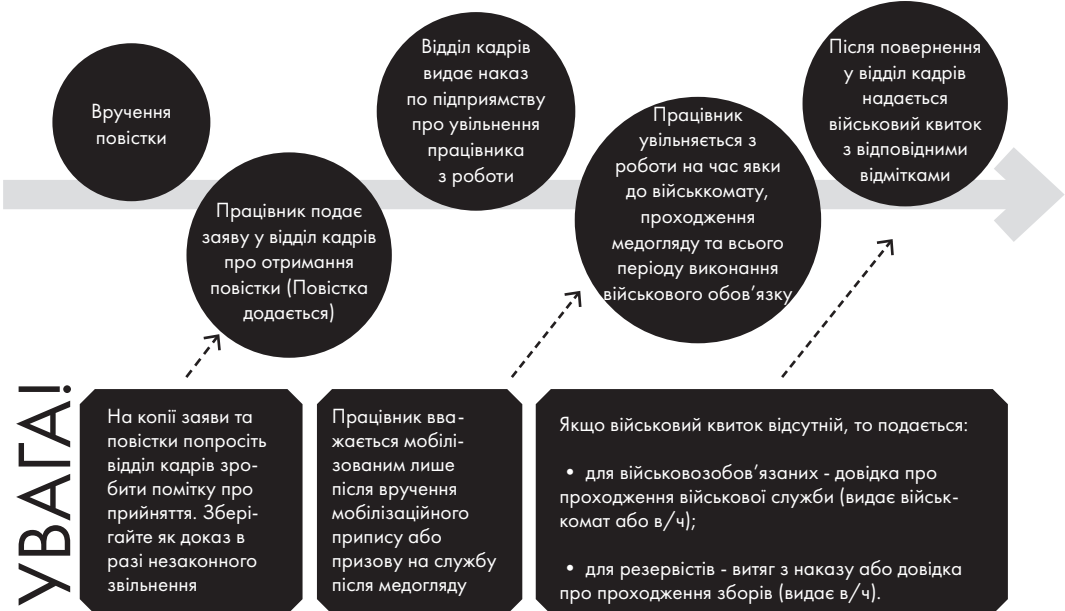 Вручення
повістки
Працівник подає
заяву у відділ кадрів
про отримання
повістки (Повістка
додається)
Відділ кадрів
видає наказ
по підприямству
про увільнення
працівника
з роботи
Працівник
увільняється з
роботи на час явки
до військкомату,
проходження
медогляду та всього
періоду виконання
військового обов’язку
Після повернення
у відділ кадрів
надається
військовий квиток
з відповідними
відмітками
УВАГА!
На копії заяви та
повістки попросіть
відділ кадрів зро-
бити помітку про
прийняття. Збері-
гайте як доказ в
разі незаконного
звільнення
Працівник вва-
жається мобілі-
зованим лише
після вручення
мобілізаційного
припису або
призову на службу
після медогляду
Якщо військовий квиток відсутній, то подається:
• для військовозобов’язаних - довідка про
проходження військової служби (видає військ-
комат або в/ч);
• для резервістів - витяг з наказу або довідка
про проходження зборів (видає в/ч).